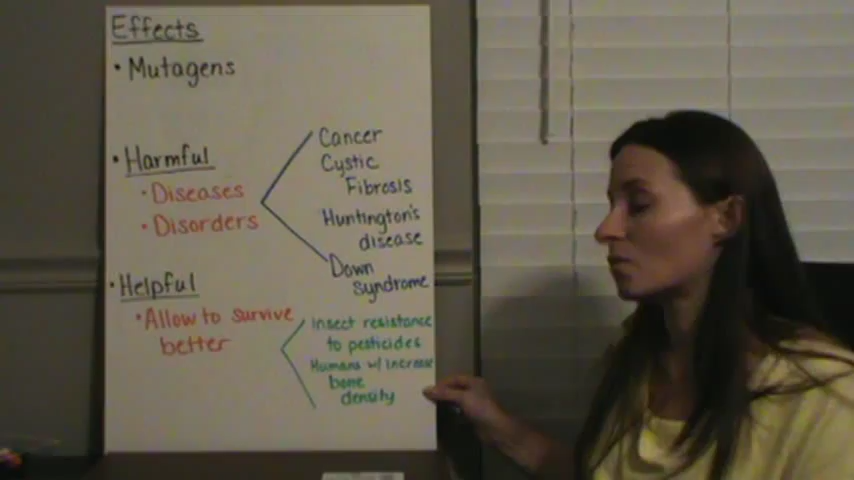 Effects
• Mutagens
• Harmful
• Diseases
• Disorders
Cancer
Cystic
Fibrosis
Huntington's
disease
Down
syndrome
• Helpful
• Allow to survive
better
Insect resistance
to pesticides
Humans w/ increase
bone
density